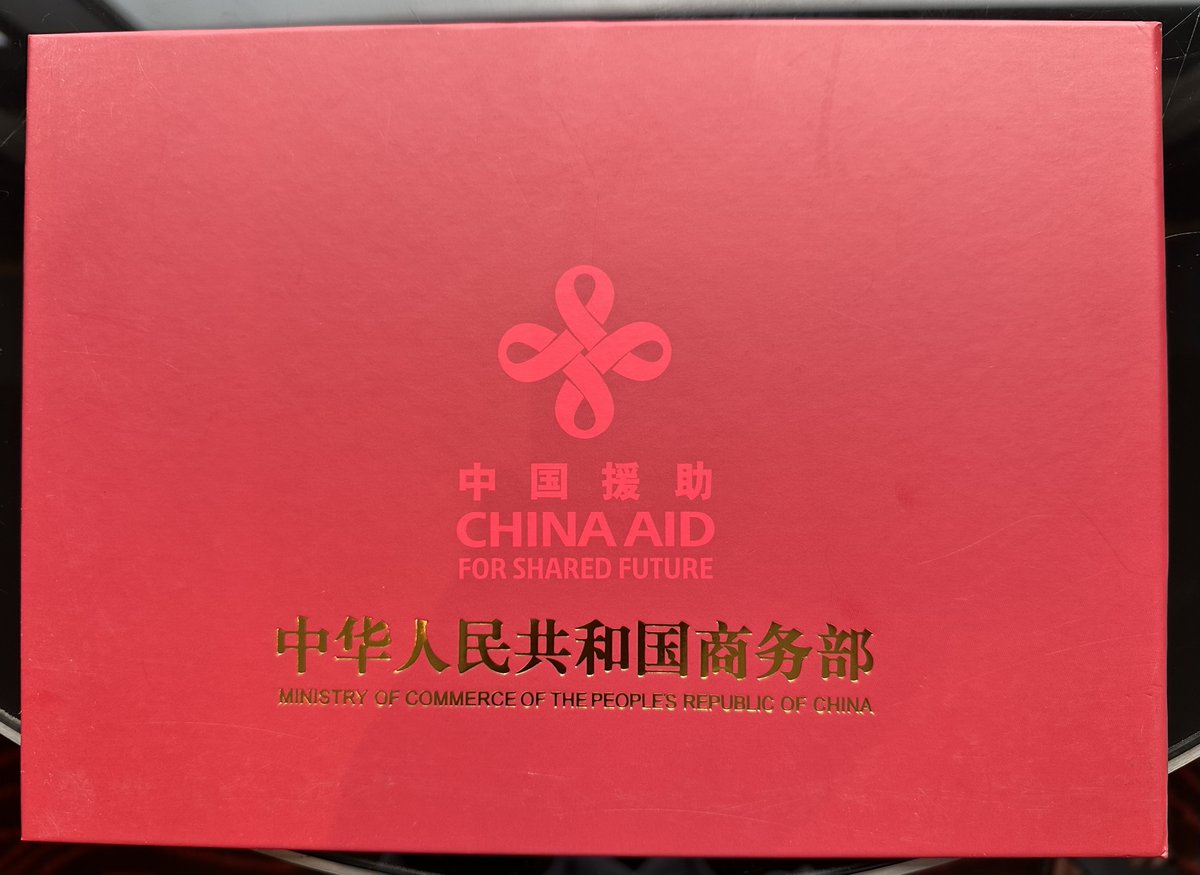 中国援助
CHINA AID
FOR SHARED FUTURE
中华人民共和国商务部
MINISTRY OF COMMERCE OF THE PEOPLE'S REPUBLIC OF CHINA